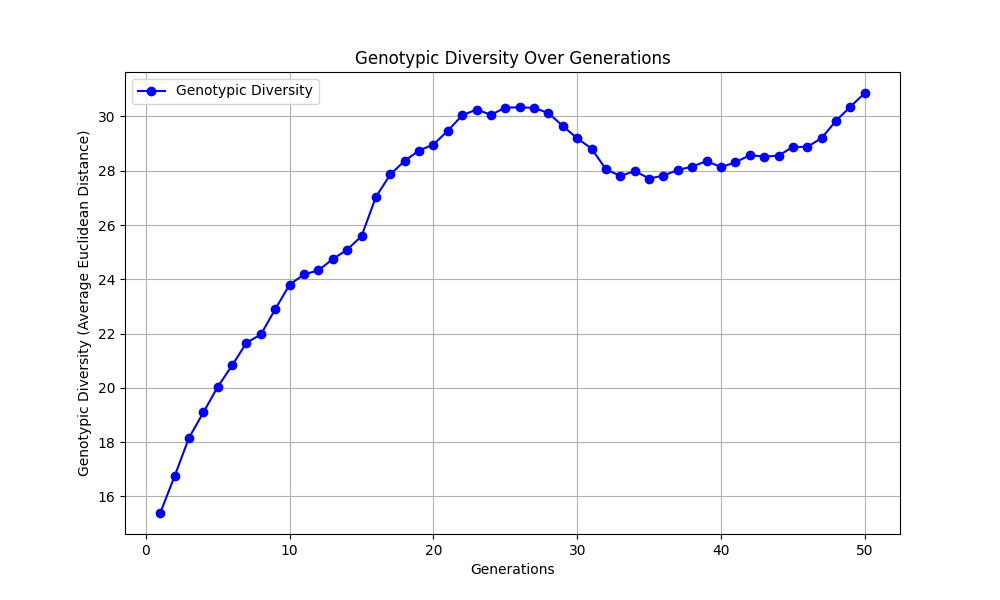 Genotypic Diversity Over Generations
Genotypic Diversity
Genotypic Diversity (Average Euclidean Distance)
30
28
26
24
22
20
18
16
0 10 20 30 40 50
Generations